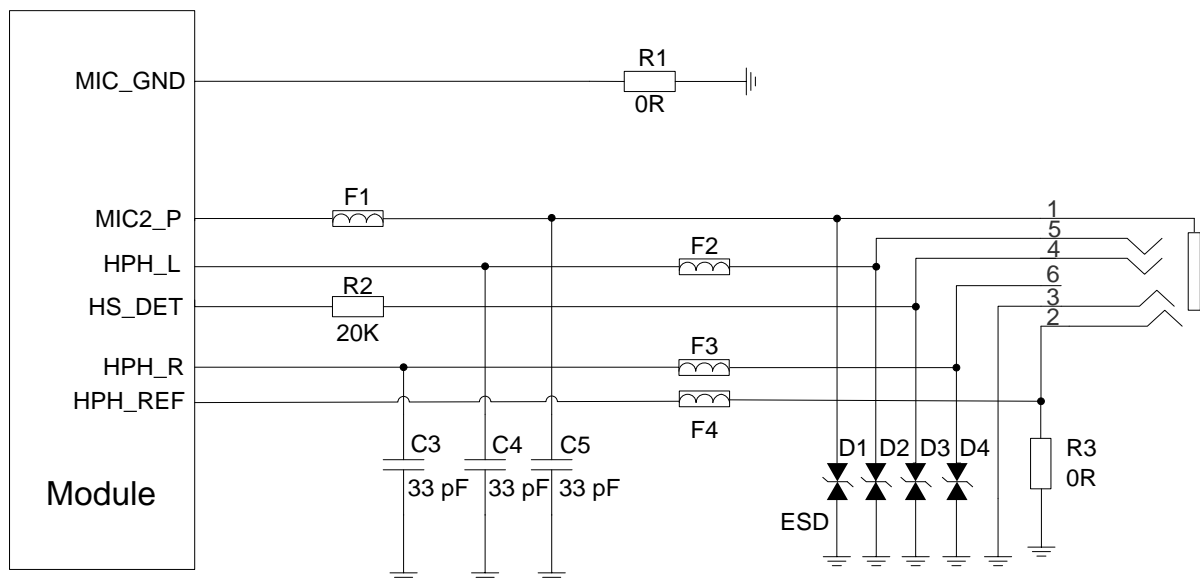 MIC_GND
R1
0R
MIC2_P
F1
1
5
HPH_L
F2
4
R2
6
HS_DET
3
20K
2
HPH_R
F3
HPH_REF
F4
C3
C4
C5
D1
D2
D3
D4
R3
33 pF
33 pF
33 pF
0R
Module
ESD